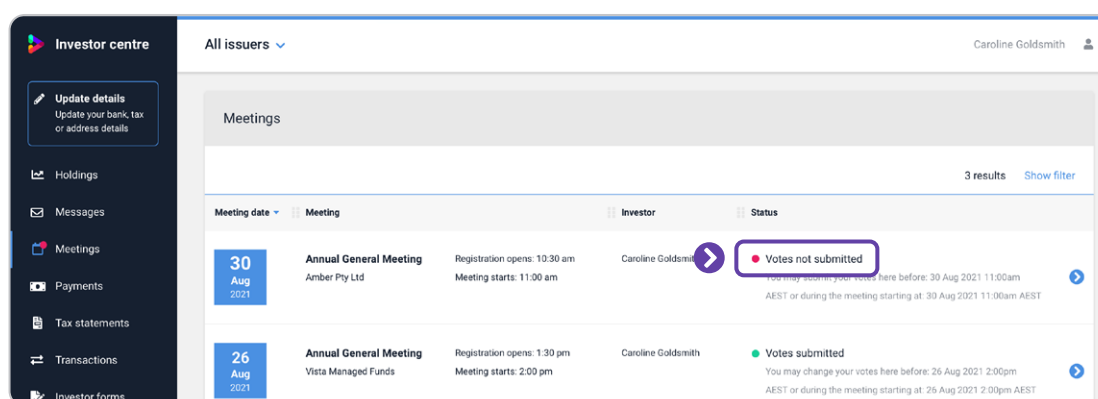 Investor centre
All issuers
Caroline Goldsmith
Update details
Update your bank, tax
or address details
Holdings
Messages
Meetings
Payments
Tax statements
Transactions
Investor forms
Meetings
3 results Show filter
Meeting date Meeting Investor Status
30
Aug
2021
Annual General Meeting
Amber Pty Ltd
Registration opens: 10:30 am
Meeting starts: 11:00 am
Caroline
Votes not submitted
You may submit your votes here before: 30 Aug 2021 11:00am
AEST or during the meeting starting at: 30 Aug 2021 11:00am AEST
26
Aug
2021
Annual General Meeting
Vista Managed Funds
Registration opens: 1:30 pm
Meeting starts: 2:00 pm
Caroline Goldsmith
Votes submitted
You may change your votes here before: 26 Aug 2021 2:00pm
AEST or during the meeting starting at: 26 Aug 2021 2:00pm AEST